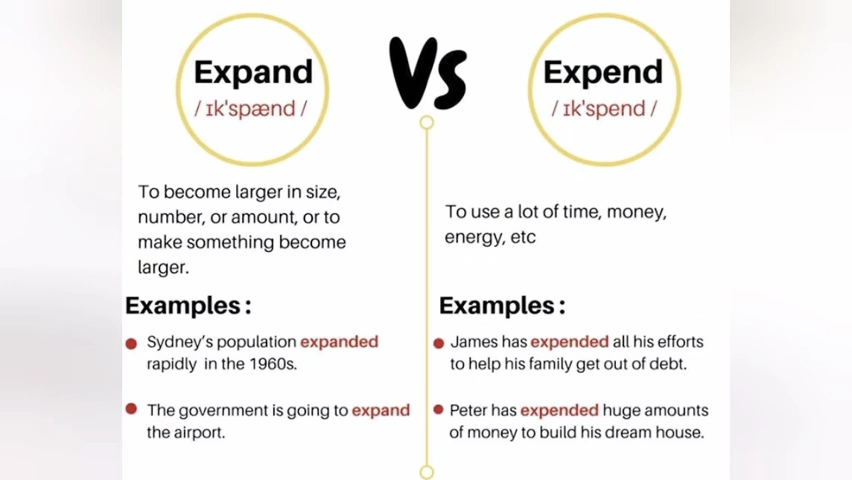 Expand
/ ɪk'spænd /
Vs
Expend
/ ɪk'spend /
To become larger in size,
number, or amount, or to
make something become
larger.
Examples :
Sydney's population expanded
rapidly in the 1960s.
The government is going to expand
the airport.
To use a lot of time, money,
energy, etc
Examples :
James has expended all his efforts
to help his family get out of debt.
Peter has expended huge amounts
of money to build his dream house.